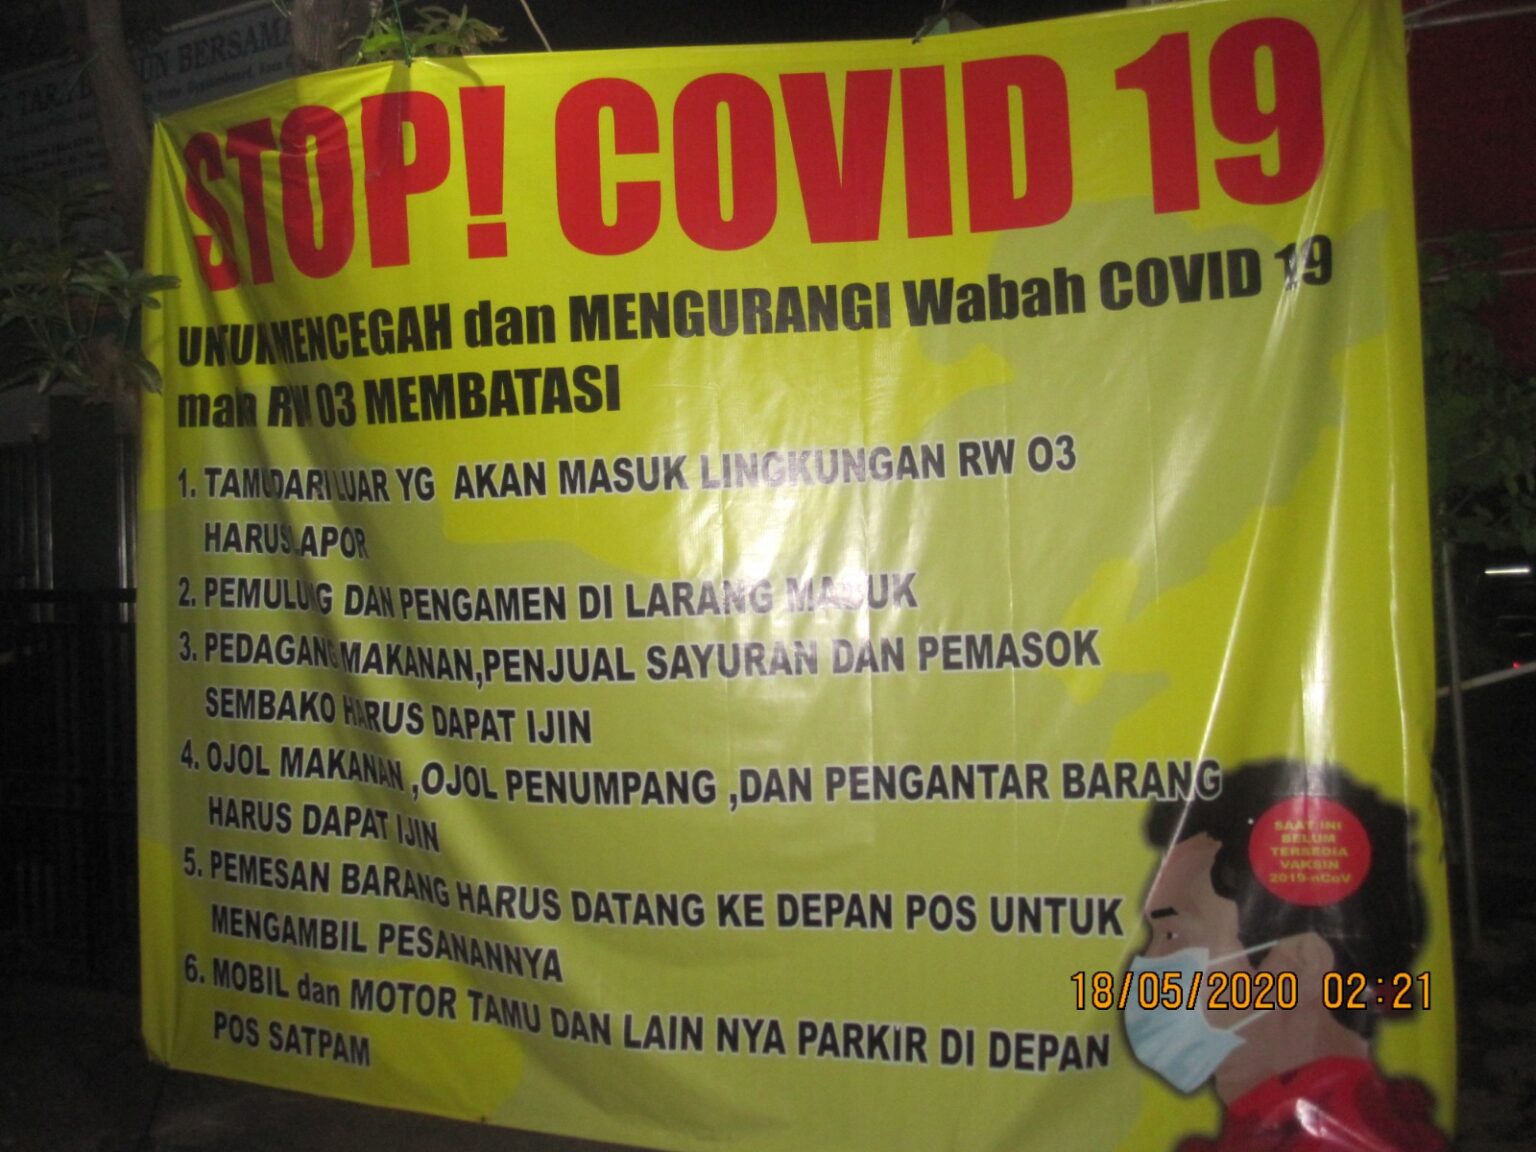 BERSAMA
STOP! COVID 19
UNUK MENCEGAH dan MENGURANGI Wabah COVID 19
maka RW 03 MEMBATASI
1. TAMU DARI LUAR YG AKAN MASUK LINGKUNGAN RW O3
HARUS LAPOR
2. PEMULUNG DAN PENGAMEN DI LARANG MASUK
3. PEDAGANG MAKANAN,PENJUAL SAYURAN DAN PEMASOK
SEMBAKO HARUS DAPAT IJIN
4. OJOL MAKANAN ,OJOL PENUMPANG ,DAN PENGANTAR BARANG
HARUS DAPAT IJIN
5. PEMESAN BARANG HARUS DATANG KE DEPAN POS UNTUK
MENGAMBIL PESANANNYA
6. MOBIL dan MOTOR TAMU DAN LAIN NYA PARKIR DI DEPAN
POS SATPAM
SAAT INI
BELUM
TERSEDIA
VAKSIN
2019-nCoV
18/05/2020 02:21